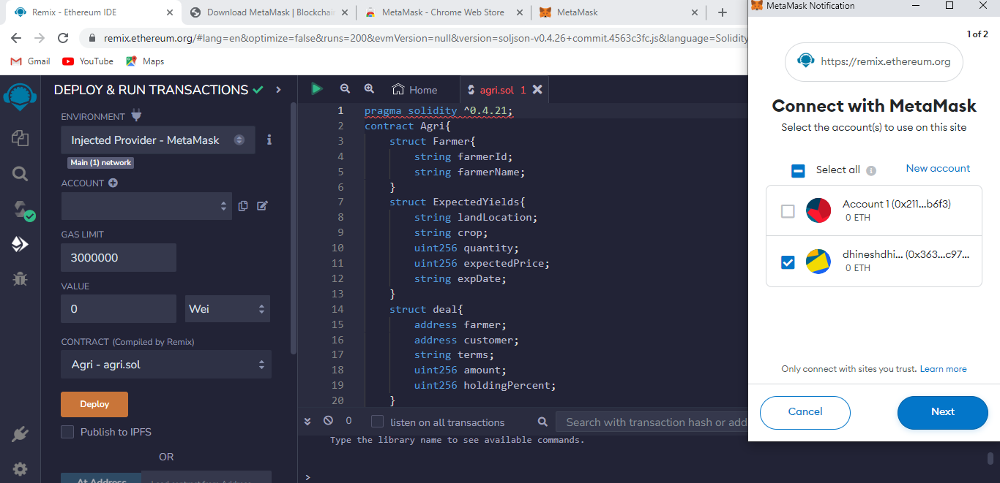 Remix - Ethereum IDE
Download MetaMask | Blockchain
MetaMask - Chrome Web Store
MetaMask
remix.ethereum.org/#lang=en&optimize=false&runs=200&evmVersion=null&version=soljson-v0.4.26+commit.4563c3fc.js&language=Solidity
Gmail
YouTube
Maps
DEPLOY & RUN TRANSACTIONS
ENVIRONMENT
Injected Provider - MetaMask
Main (1) network
ACCOUNT
GAS LIMIT
3000000
VALUE
0
Wei
CONTRACT (Compiled by Remix)
Agri - agri.sol
Deploy
Publish to IPFS
OR
At Address
Load contract from Address
Home
agri.sol 1
1 pragma solidity ^0.4.21;
2 contract Agri{
3 struct Farmer{
4 string farmerId;
5 string farmerName;
6 }
7 struct ExpectedYields{
8 string landLocation;
9 string crop;
10 uint256 quantity;
11 uint256 expectedPrice;
12 string expDate;
13 }
14 struct deal{
15 address farmer;
16 address customer;
17 string terms;
18 uint256 amount;
19 uint256 holdingPercent;
20 }
0
listen on all transactions
Search with transaction hash or add
Type the library name to see available commands.
>
MetaMask Notification
1 of 2
https://remix.ethereum.org
Connect with MetaMask
Select the account(s) to use on this site
Select all
New account
Account 1 (0x211...b6f3)
0 ETH
dhineshdhi... (0x363...c97...
0 ETH
Only connect with sites you trust. Learn more
Cancel
Next